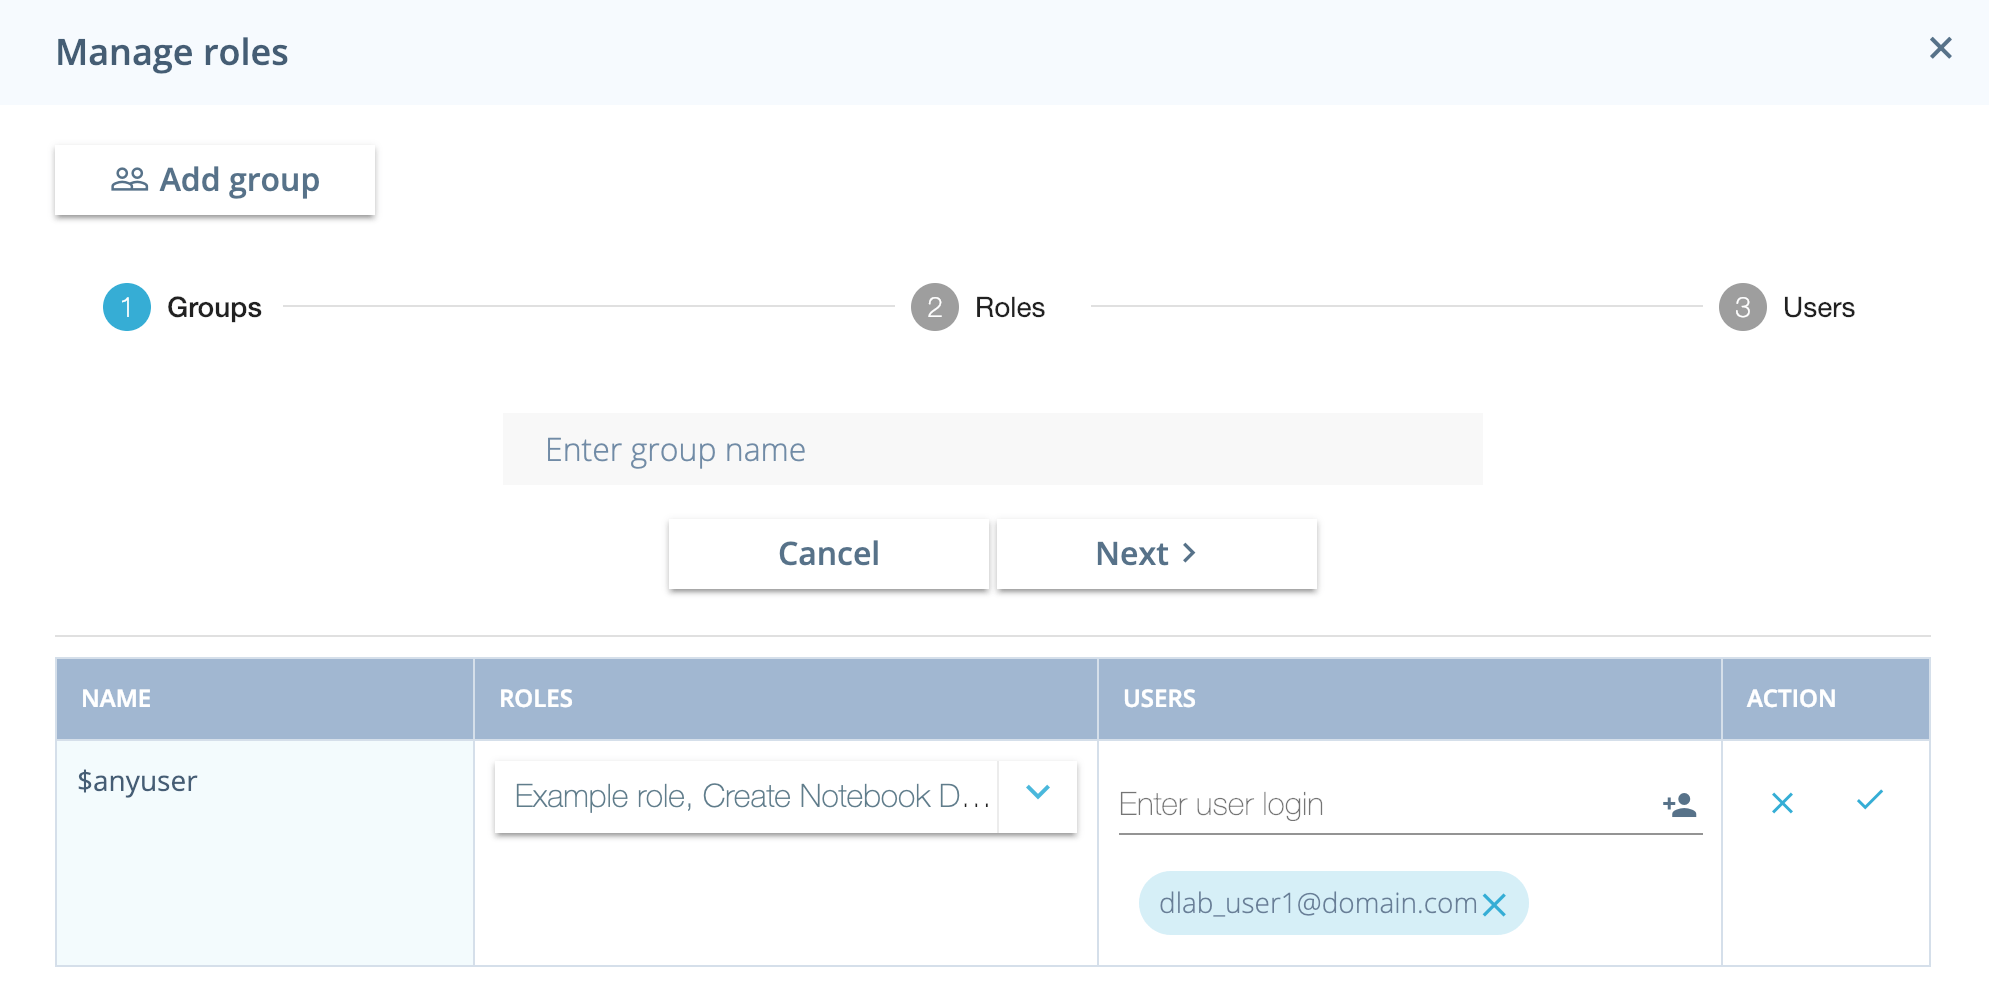 Manage roles
Add group
1 Groups 2 Roles 3 Users
Enter group name
Cancel Next
NAME ROLES USERS ACTION
$anyuser
Example role, Create Notebook D...
Enter user login
dlab_user1@domain.com